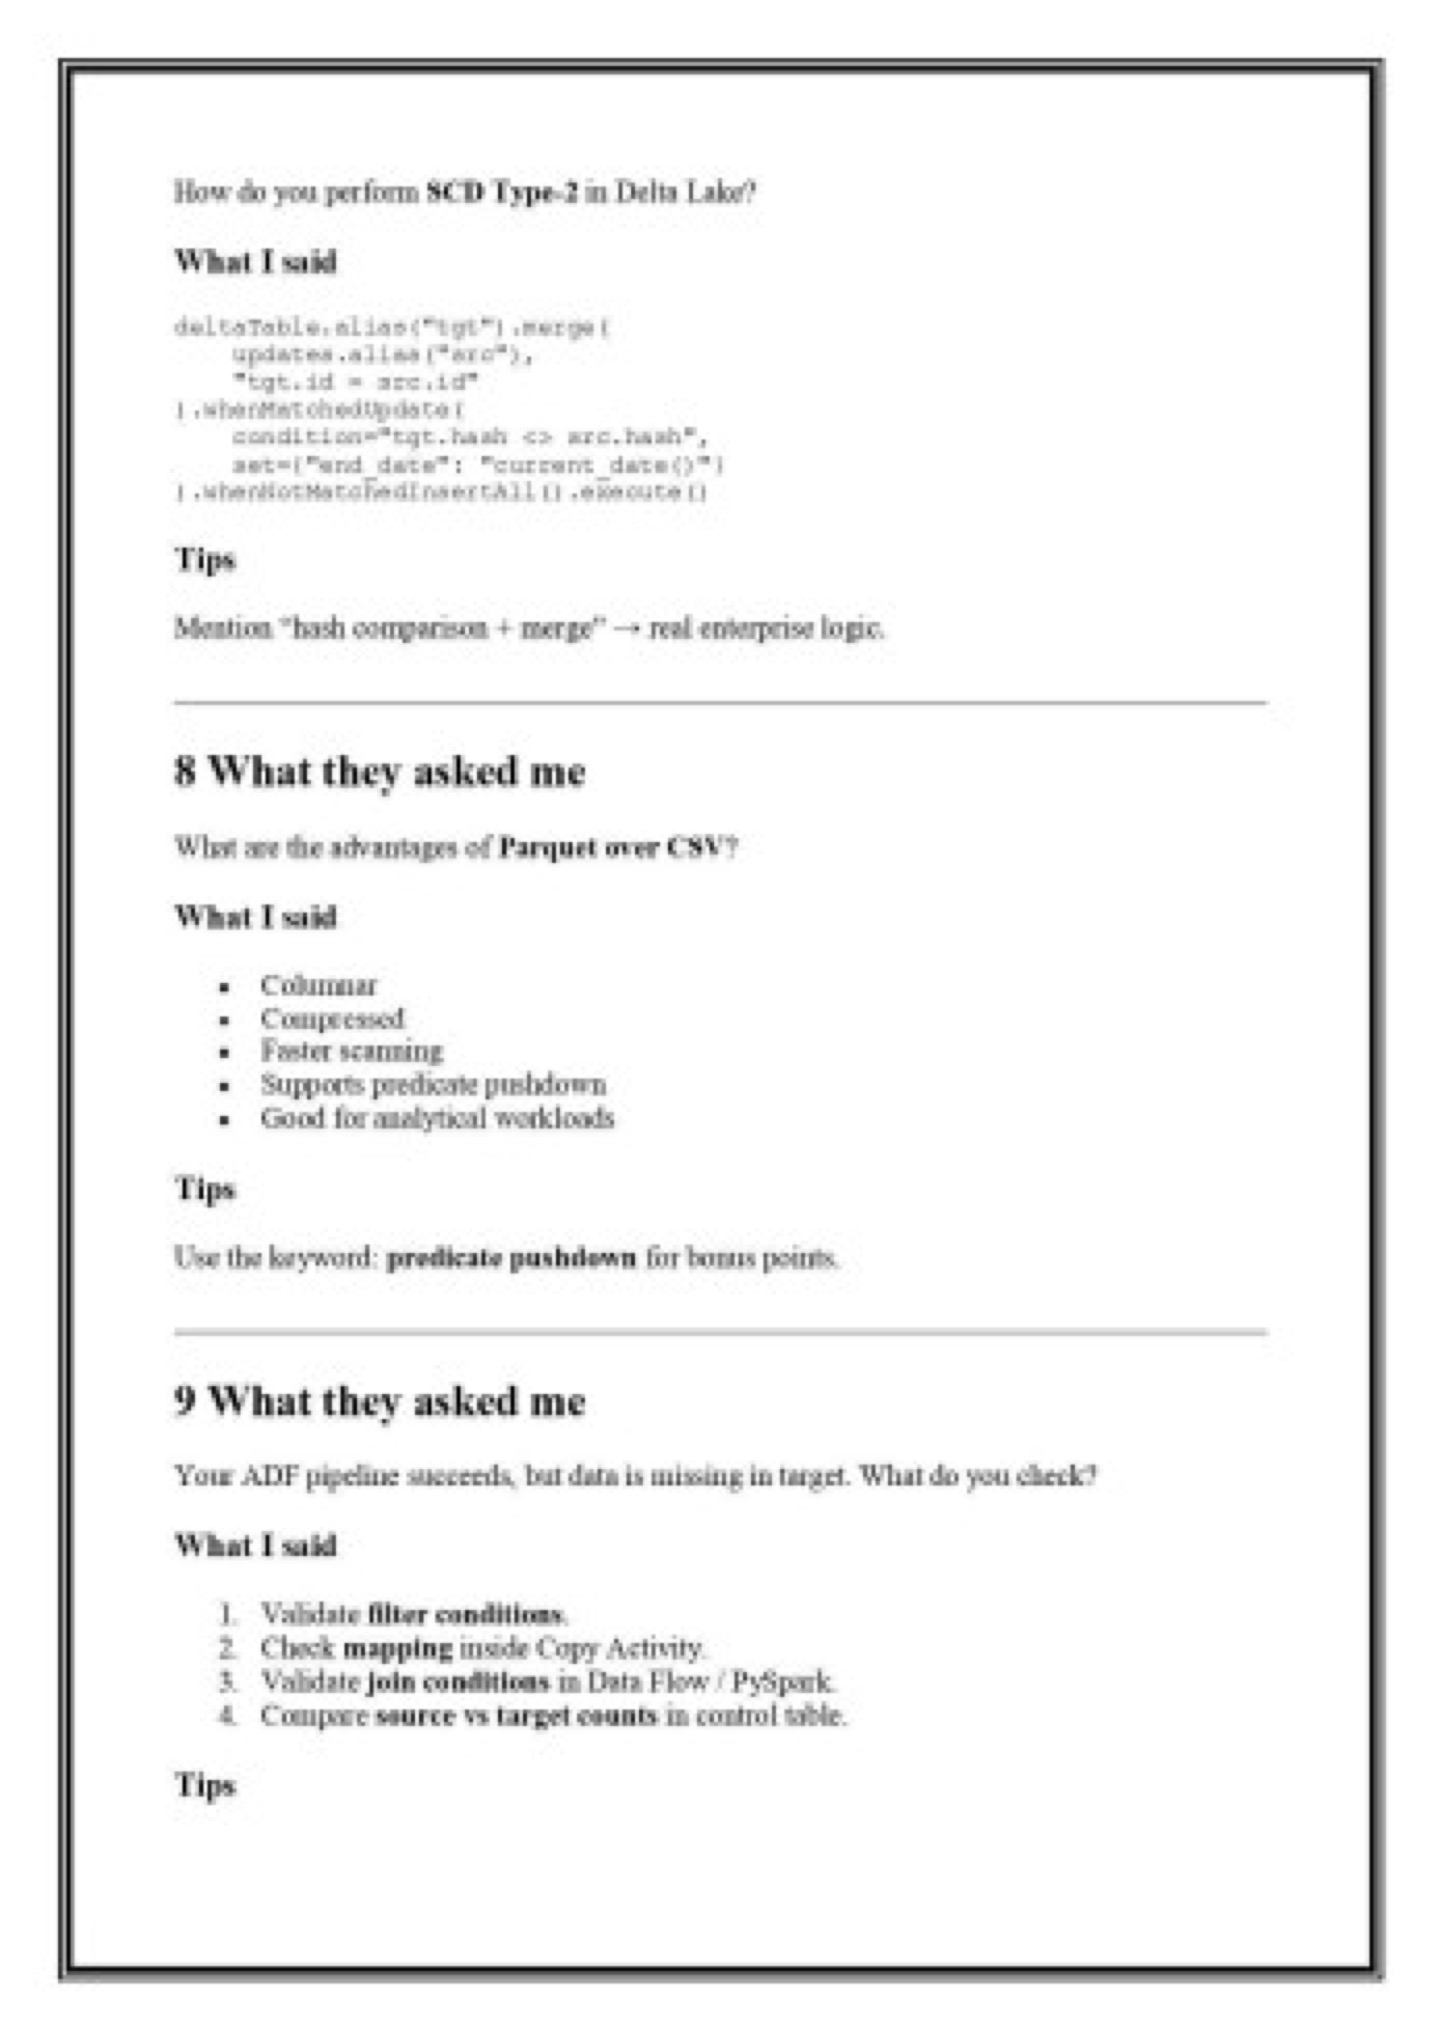 How do you perform SCD Type-2 in Delta Lake?
What I said
deltaTable.alias("tgt").merge(
    updates.alias("src"),
    "tgt.id = src.id"
).whenMatchedUpdate(
    condition="tgt.hash <> src.hash",
    set={"end_date": "current_date()"}
).whenNotMatchedInsertAll().execute()
Tips
Mention “hash comparison + merge” → real enterprise logic.
8 What they asked me
What are the advantages of Parquet over CSV?
What I said
▪ Columnar
▪ Compressed
▪ Faster scanning
▪ Supports predicate pushdown
▪ Good for analytical workloads
Tips
Use the keyword: predicate pushdown for bonus points.
9 What they asked me
Your ADF pipeline succeeds, but data is missing in target. What do you check?
What I said
1. Validate filter conditions.
2. Check mapping inside Copy Activity.
3. Validate join conditions in Data Flow / PySpark.
4. Compare source vs target counts in control table.
Tips